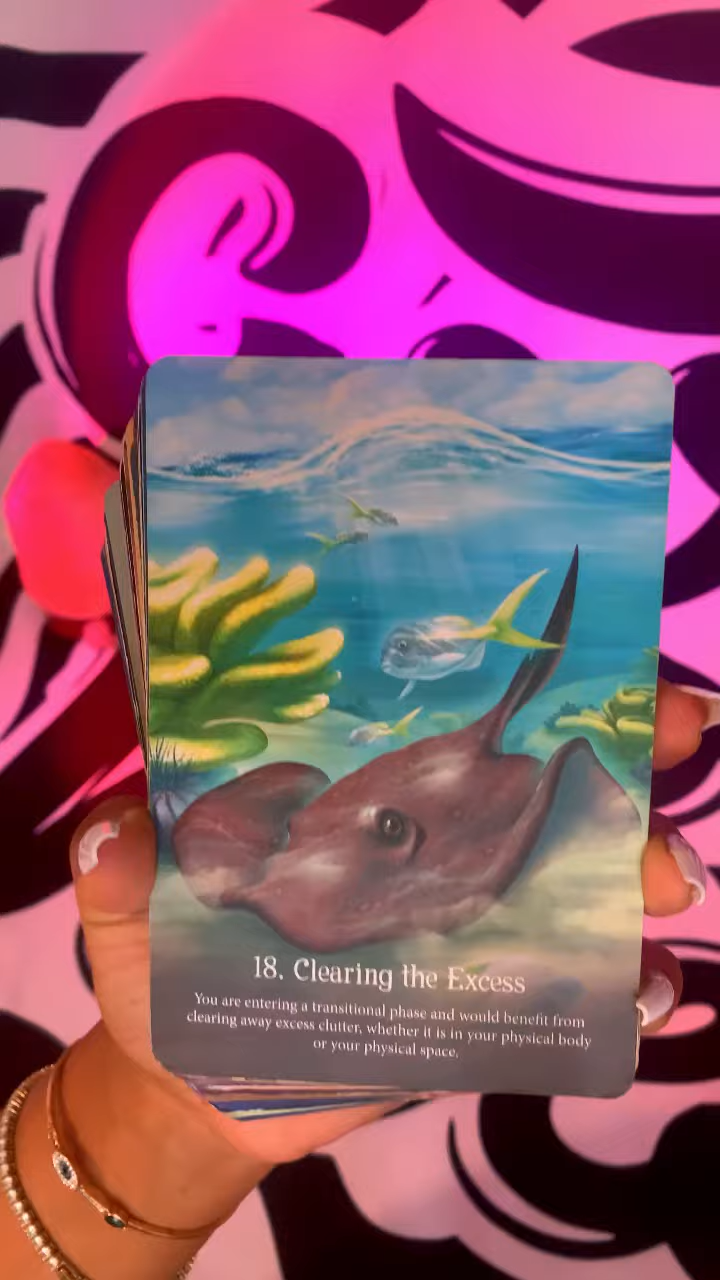 18. Clearing the Excess
You are entering a transitional phase and would benefit from
clearing away excess clutter, whether it is in your physical body
or your physical space.